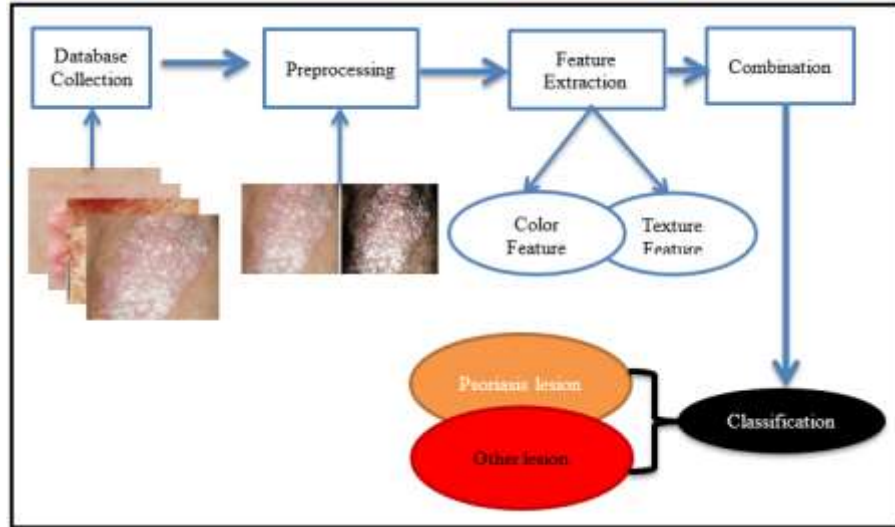 Database
Collection
Preprocessing
Feature
Extraction
Combination
Color
Feature
Texture
Feature
Psoriasis lesion
Other lesion
Classification